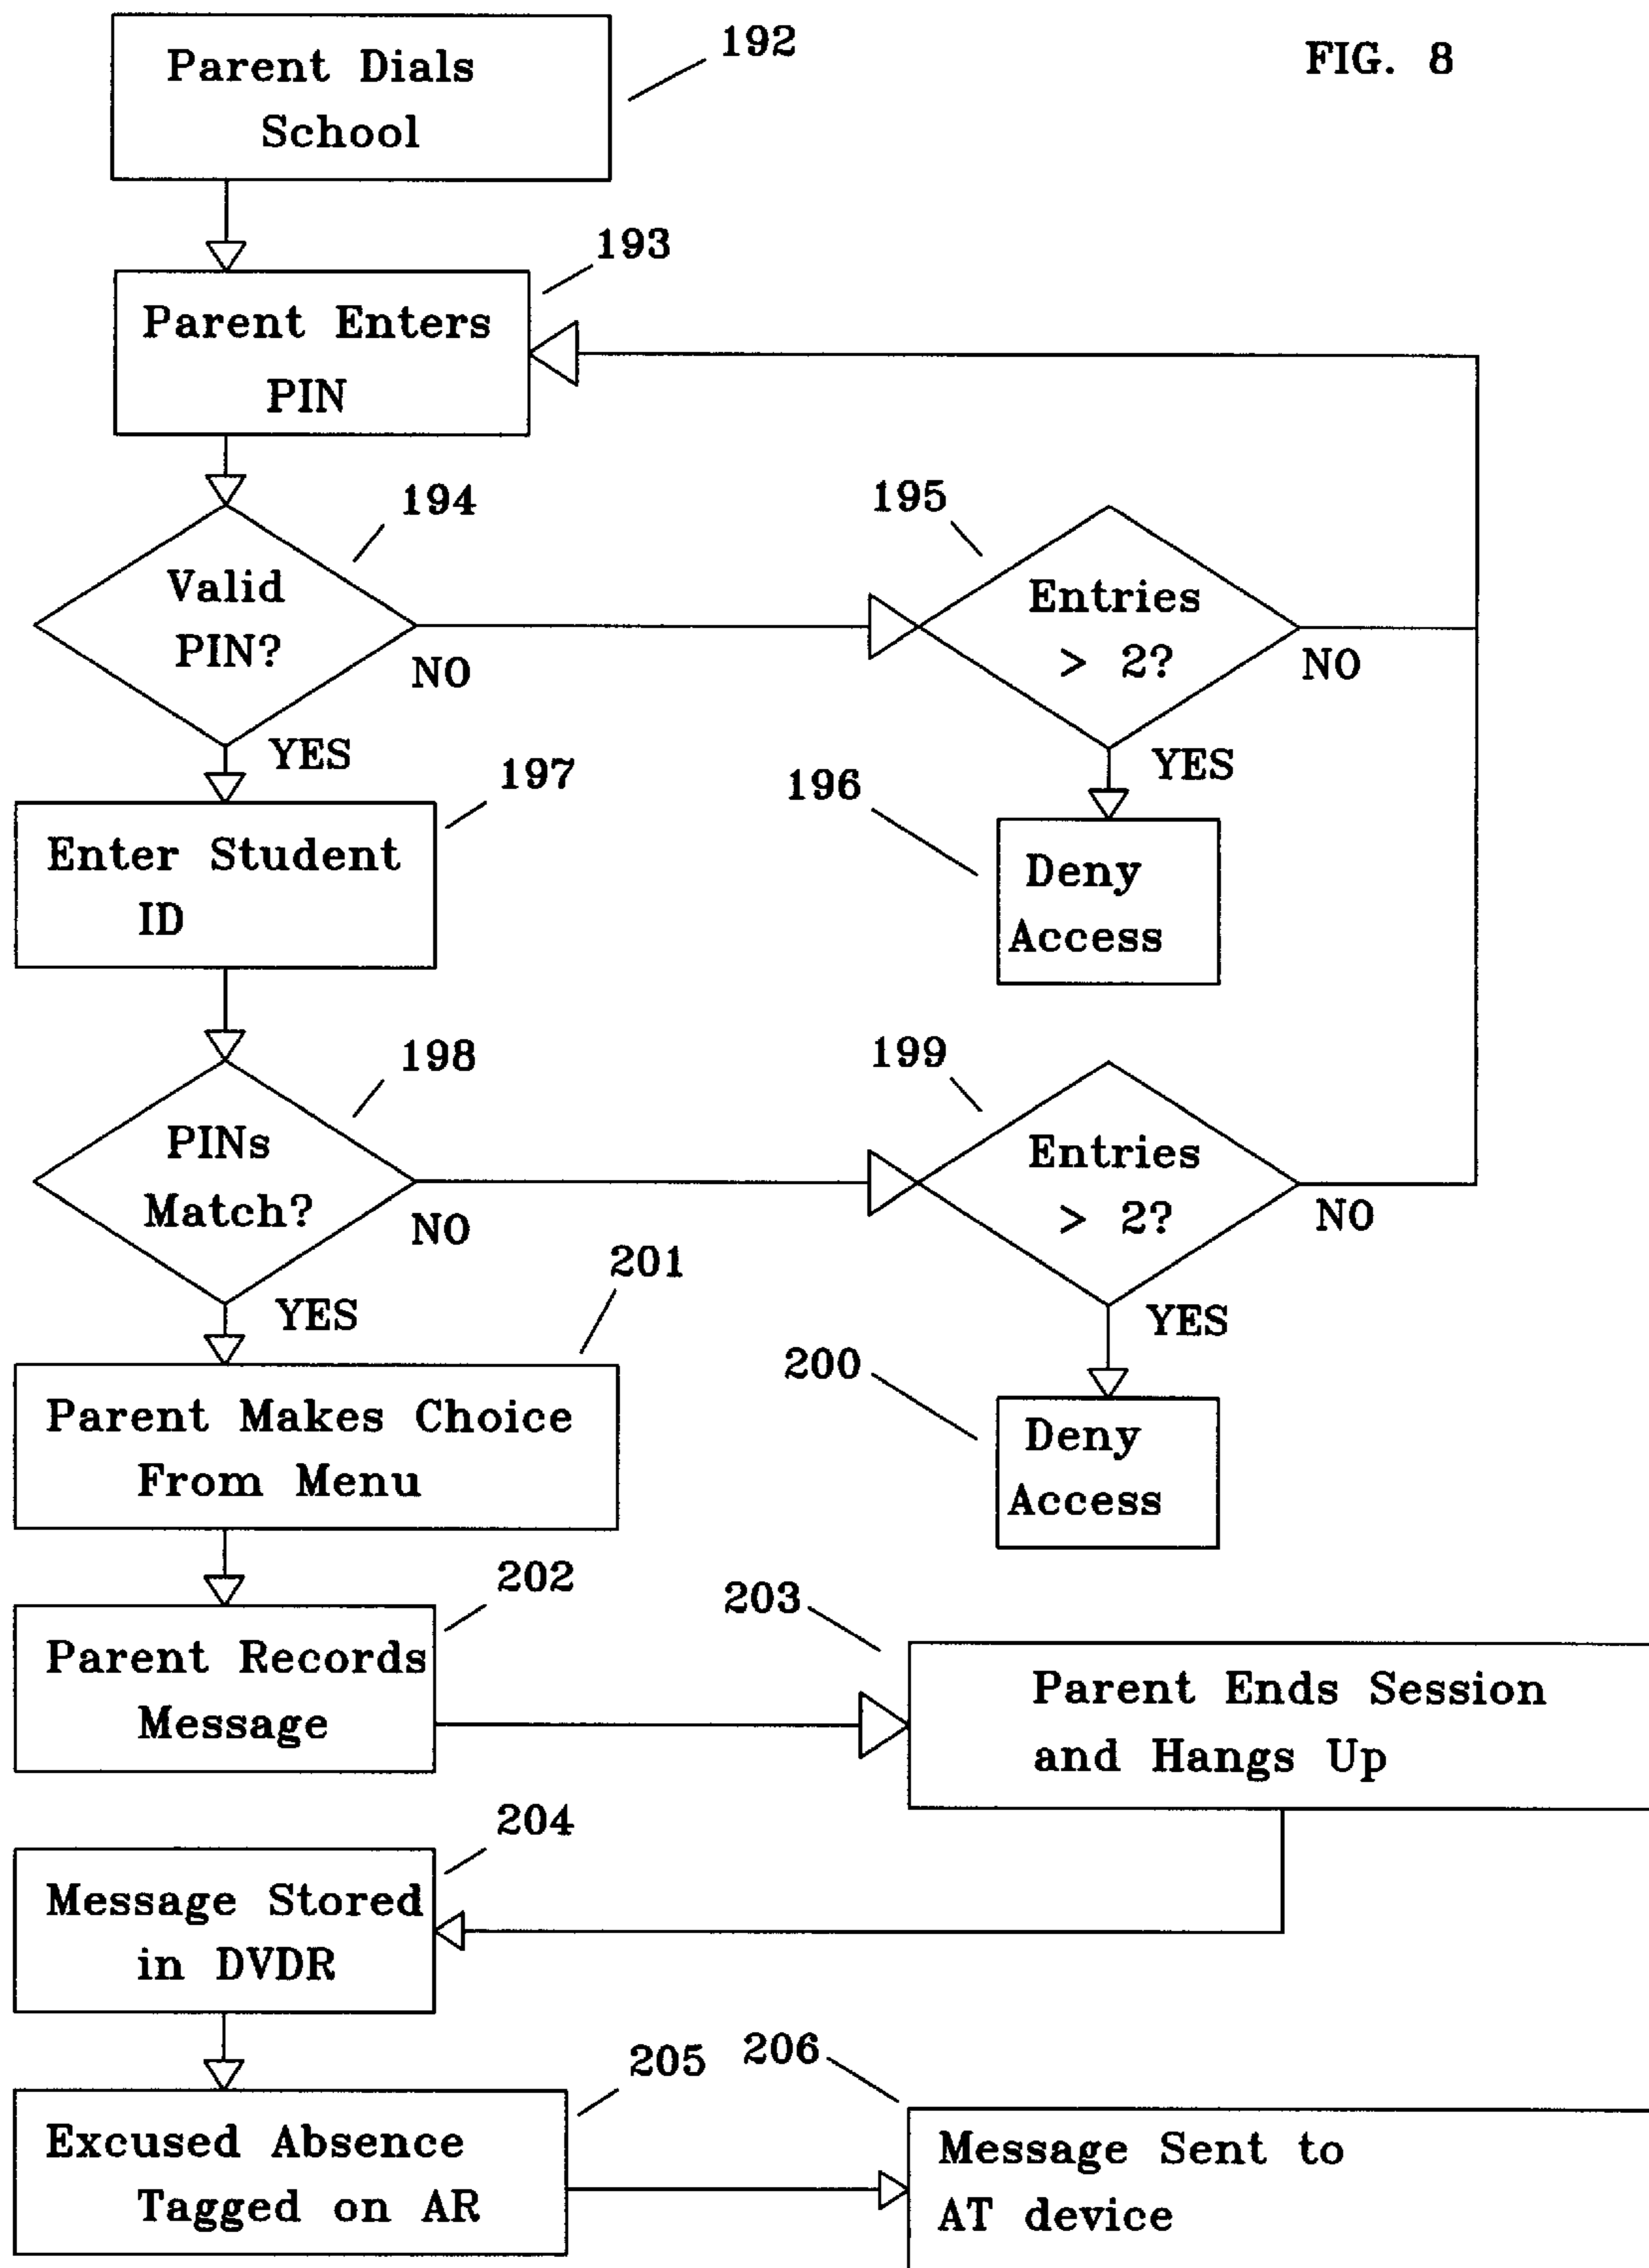 FIG. 8
192
Parent Dials
School
193
Parent Enters
PIN
194
Valid
PIN?
NO
YES
195
Entries
> 2?
NO
YES
196
Deny
Access
197
Enter Student
ID
198
PINs
Match?
NO
YES
199
Entries
> 2?
NO
YES
200
Deny
Access
201
Parent Makes Choice
From Menu
202
Parent Records
Message
203
Parent Ends Session
and Hangs Up
204
Message Stored
in DVDR
205
Excused Absence
Tagged on AR
206
Message Sent to
AT device